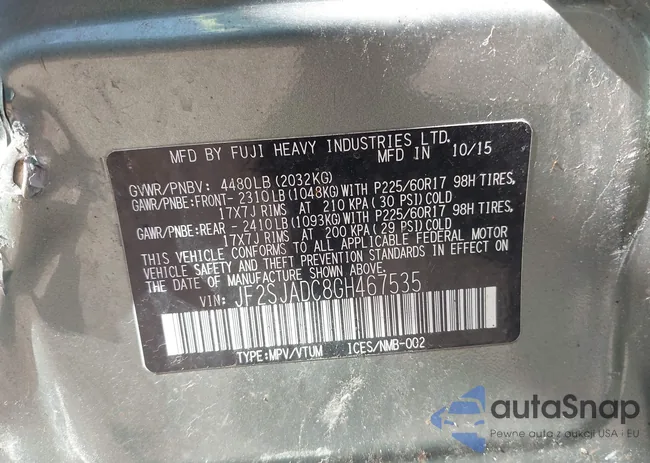 MFD BY FUJI HEAVY INDUSTRIES LTD.
MFD IN 10/15
GVWR/PNBV: 4480LB (2032KG)
GAWR/PNBE:FRONT- 2310LB (1048KG) WITH P225/60R17 98H TIRES,
17X7J RIMS AT 210 KPA (30 PSI) COLD
GAWR/PNBE:REAR - 2410LB (1093KG) WITH P225/60R17 98H TIRES,
17X7J RIMS AT 200 KPA (29 PSI) COLD
THIS VEHICLE CONFORMS TO ALL APPLICABLE FEDERAL MOTOR
VEHICLE SAFETY AND THEFT PREVENTION STANDARDS IN EFFECT ON
THE DATE OF MANUFACTURE SHOWN ABOVE.
VIN: JF2SJADC8GH467535
TYPE:MPV/VTUM ICES/NMB-002
autaSnap
Pewne auta z aukcji USA · EU